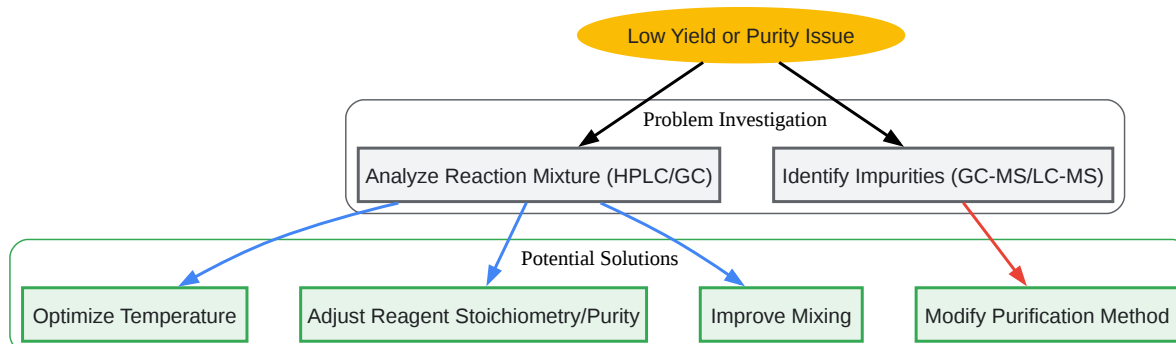 Low Yield or Purity Issue
Problem Investigation
Analyze Reaction Mixture (HPLC/GC)
Identify Impurities (GC-MS/LC-MS)
Potential Solutions
Optimize Temperature
Adjust Reagent Stoichiometry/Purity
Improve Mixing
Modify Purification Method